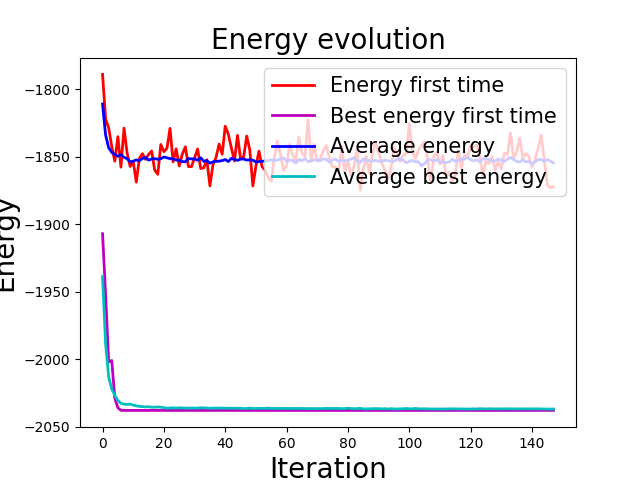 Energy evolution
Energy first time
Best energy first time
Average energy
Average best energy
Energy
−1800
−1850
−1900
−1950
−2000
−2050
0 20 40 60 80 100 120 140
Iteration